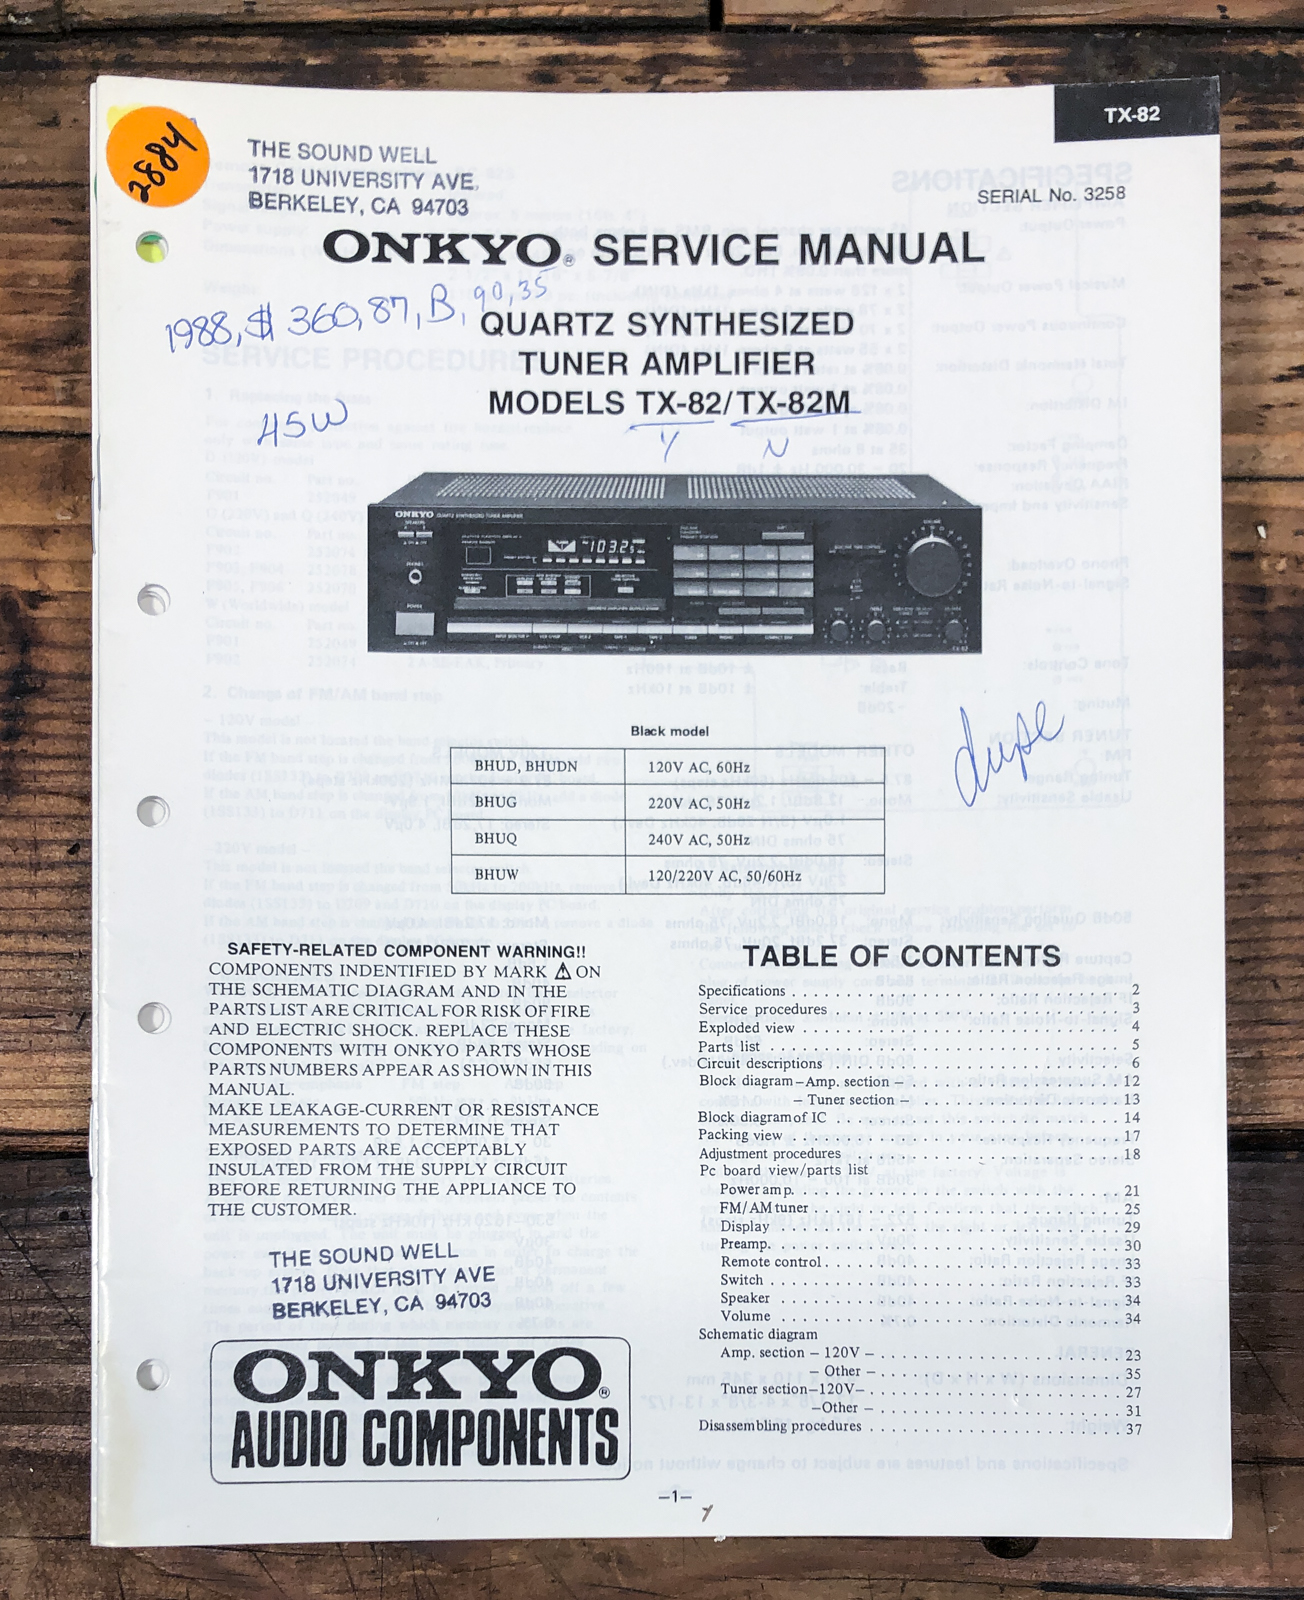 TX-82
2884
THE SOUND WELL
1718 UNIVERSITY AVE.
BERKELEY, CA 94703
SERIAL No. 3258
ONKYO® SERVICE MANUAL
1988, $ 360, 87, B, 90, 35
QUARTZ SYNTHESIZED
TUNER AMPLIFIER
MODELS TX-82/TX-82M
45W
Y N
ONKYO QUARTZ SYNTHESIZED TUNER AMPLIFIER
103.25
TX-82
dupe
Black model
BHUD, BHUDN 120V AC, 60Hz
BHUG 220V AC, 50Hz
BHUQ 240V AC, 50Hz
BHUW 120/220V AC, 50/60Hz
SAFETY-RELATED COMPONENT WARNING!!
COMPONENTS INDENTIFIED BY MARK ⚠ ON
THE SCHEMATIC DIAGRAM AND IN THE
PARTS LIST ARE CRITICAL FOR RISK OF FIRE
AND ELECTRIC SHOCK. REPLACE THESE
COMPONENTS WITH ONKYO PARTS WHOSE
PARTS NUMBERS APPEAR AS SHOWN IN THIS
MANUAL.
MAKE LEAKAGE-CURRENT OR RESISTANCE
MEASUREMENTS TO DETERMINE THAT
EXPOSED PARTS ARE ACCEPTABLY
INSULATED FROM THE SUPPLY CIRCUIT
BEFORE RETURNING THE APPLIANCE TO
THE CUSTOMER.
THE SOUND WELL
1718 UNIVERSITY AVE
BERKELEY, CA 94703
ONKYO®
AUDIO COMPONENTS
TABLE OF CONTENTS
Specifications 2
Service procedures 3
Exploded view 4
Parts list 5
Circuit descriptions 6
Block diagram – Amp. section – 12
– Tuner section – 13
Block diagram of IC 14
Packing view 17
Adjustment procedures 18
Pc board view/parts list
Power amp. 21
FM/AM tuner 25
Display 29
Preamp. 30
Remote control 33
Switch 33
Speaker 34
Volume 34
Schematic diagram
Amp. section – 120V – 23
– Other – 35
Tuner section–120V– 27
–Other – 31
Disassembling procedures 37
–1–